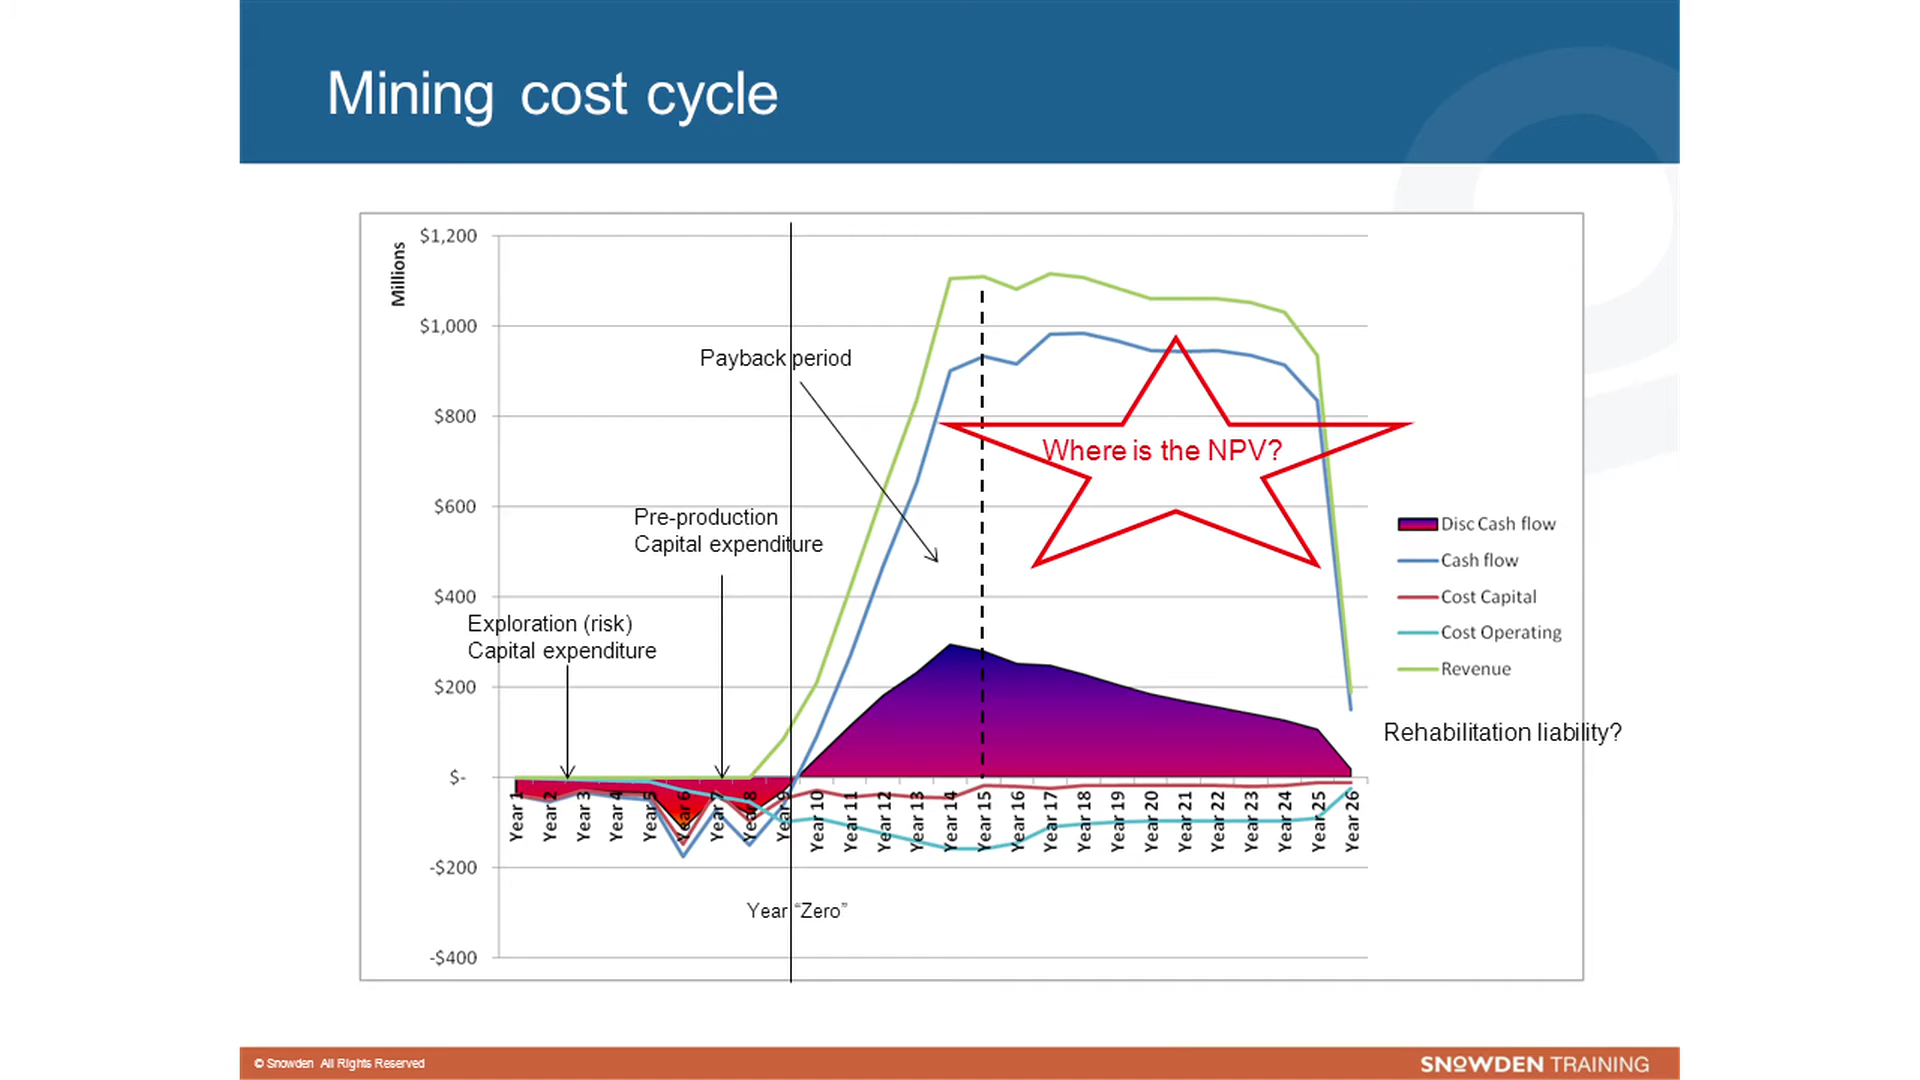 Mining cost cycle
Millions
$1,200
$1,000
$800
$600
$400
$200
$-
-$200
-$400
Payback period
Where is the NPV?
Pre-production
Capital expenditure
Exploration (risk)
Capital expenditure
Disc Cash flow
Cash flow
Cost Capital
Cost Operating
Revenue
Rehabilitation liability?
Year 1
Year 2
Year 3
Year 4
Year 5
Year 6
Year 7
Year 8
Year 9
Year 10
Year 11
Year 12
Year 13
Year 14
Year 15
Year 16
Year 17
Year 18
Year 19
Year 20
Year 21
Year 22
Year 23
Year 24
Year 25
Year 26
Year “Zero”
© Snowden All Rights Reserved
SNOWDEN TRAINING